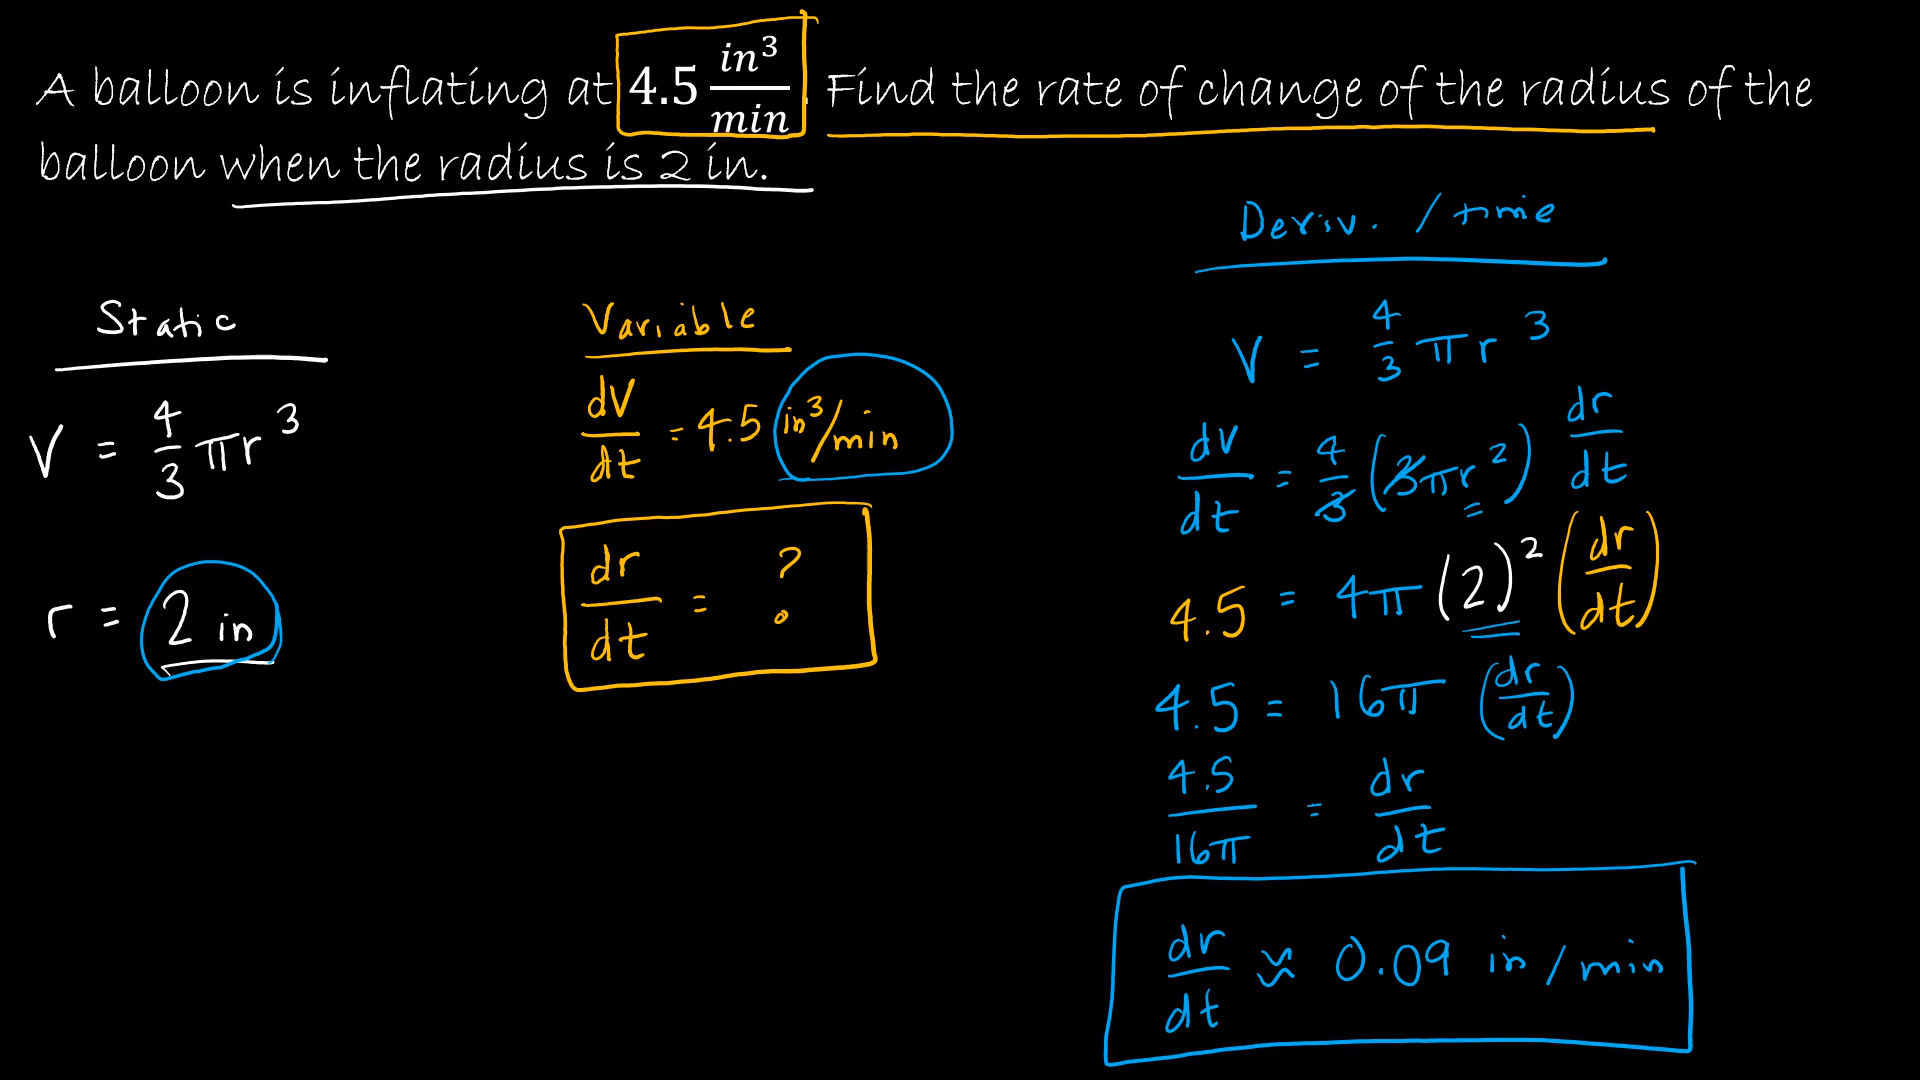 A balloon is inflating at 4.5 in³/min. Find the rate of change of the radius of the
balloon when the radius is 2 in.
Static
V = 4/3 πr³
r = 2 in
Variable
dV/dt = 4.5 in³/min
dr/dt = ?
Deriv. / time
V = 4/3 πr³
dV/dt = 4/3 (3πr²) dr/dt
4.5 = 4π (2)² (dr/dt)
4.5 = 16π (dr/dt)
4.5/16π = dr/dt
dr/dt ≈ 0.09 in/min